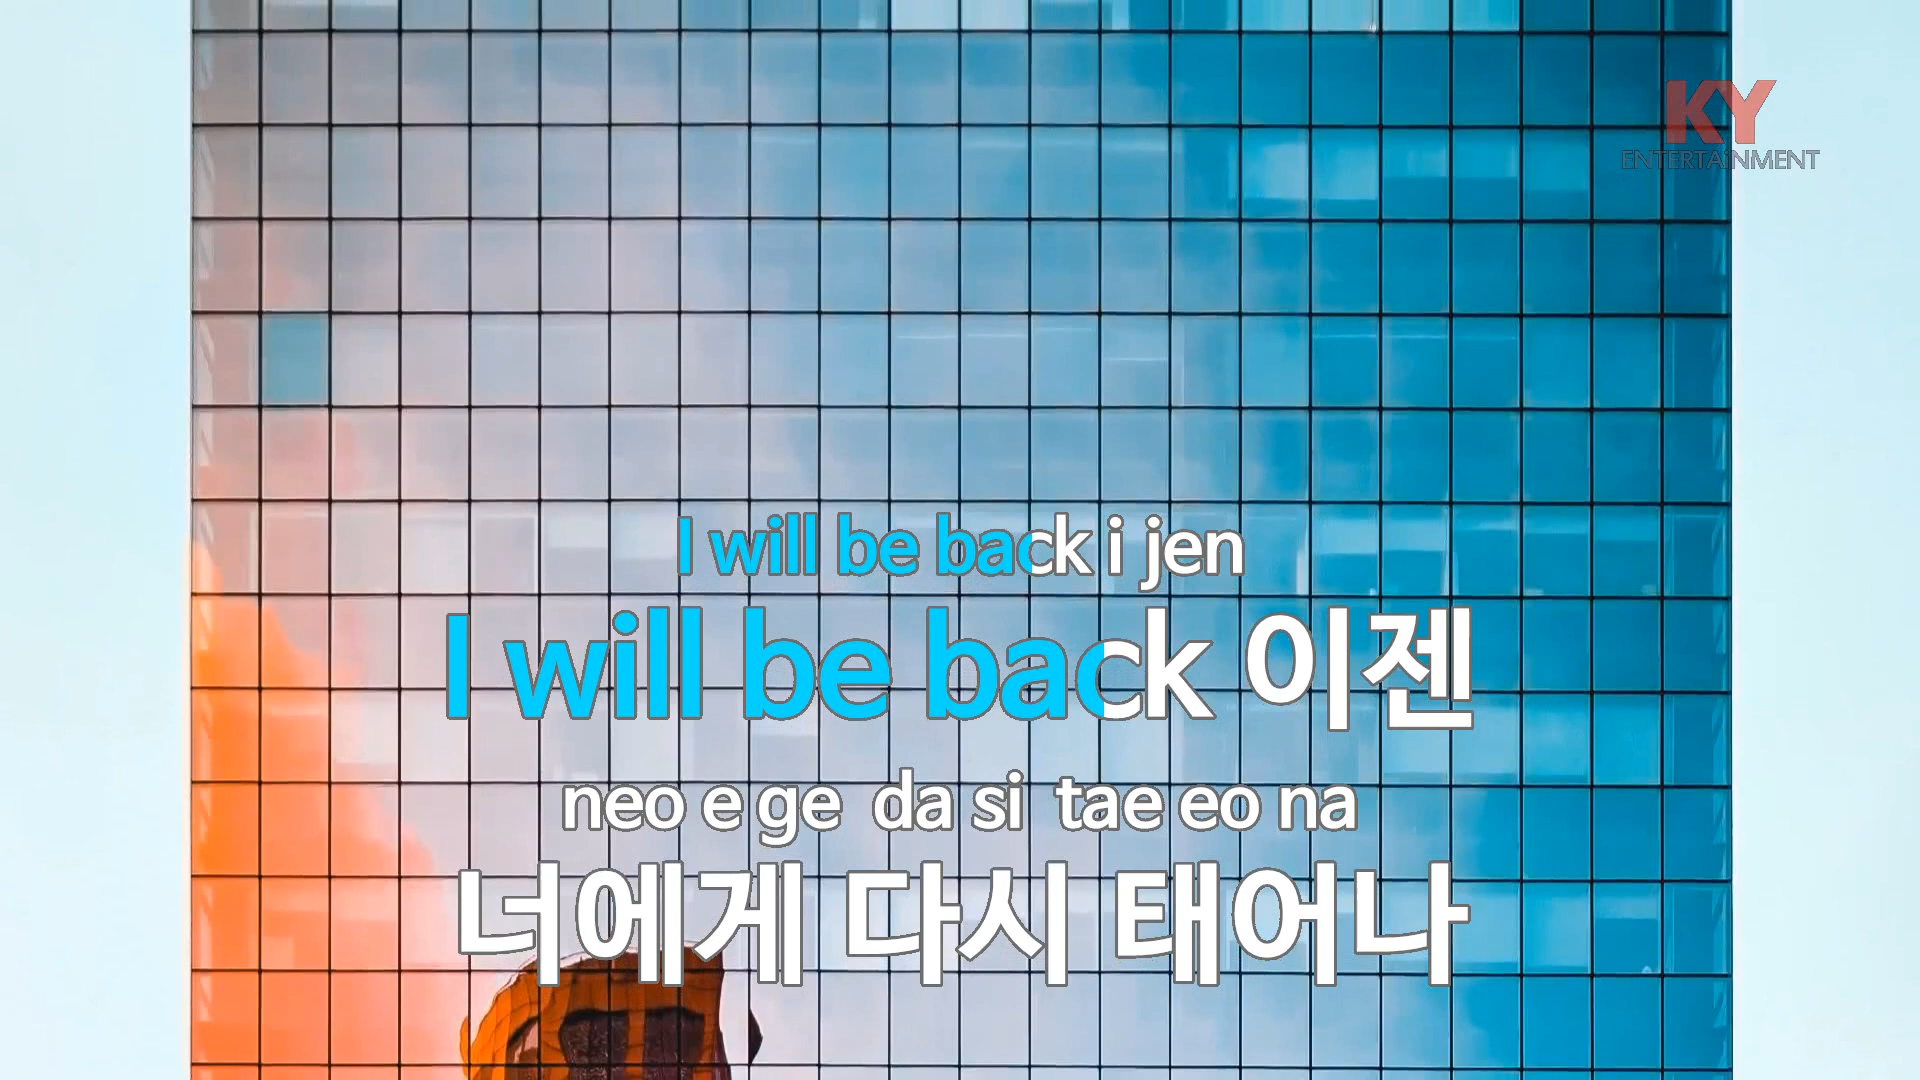 KY
ENTERTAINMENT
I will be back i jen
I will be back 이젠
neo e ge da si tae eo na
너에게 다시 태어나